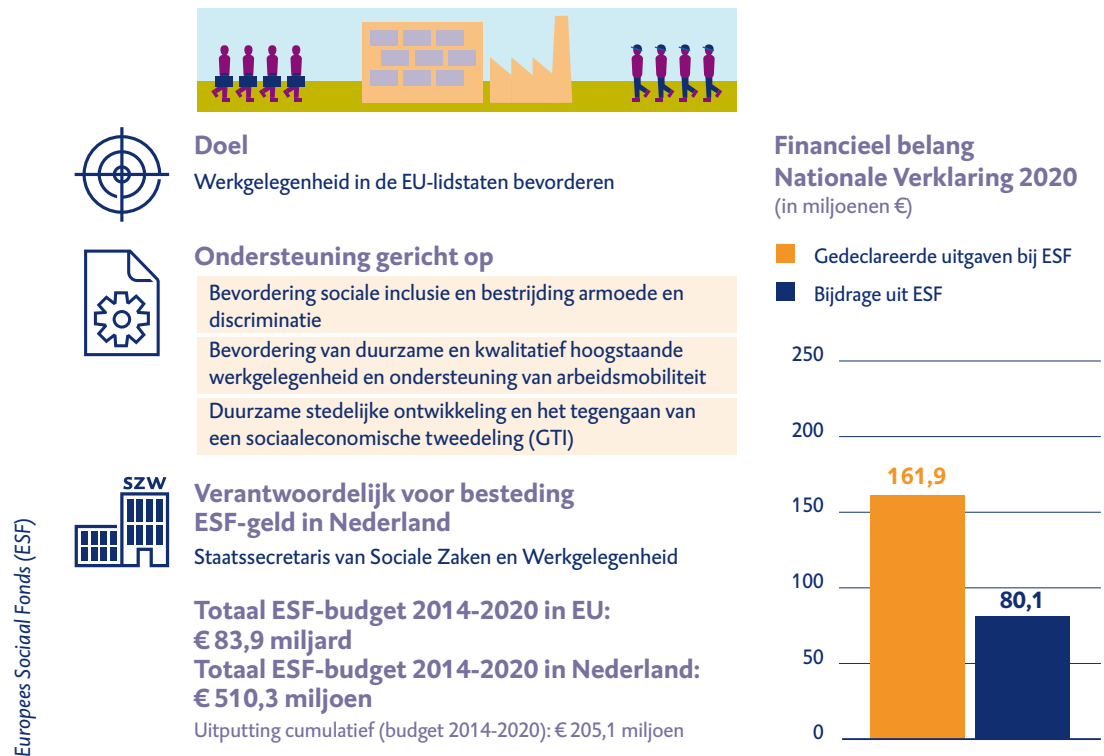 Doel
Werkgelegenheid in de EU-lidstaten bevorderen
Ondersteuning gericht op
Bevordering sociale inclusie en bestrijding armoede en
discriminatie
Bevordering van duurzame en kwalitatief hoogstaande
werkgelegenheid en ondersteuning van arbeidsmobiliteit
Duurzame stedelijke ontwikkeling en het tegengaan van
een sociaaleconomische tweedeling (GTI)
SZW
Verantwoordelijk voor besteding
ESF-geld in Nederland
Staatssecretaris van Sociale Zaken en Werkgelegenheid
Totaal ESF-budget 2014-2020 in EU:
€ 83,9 miljard
Totaal ESF-budget 2014-2020 in Nederland:
€ 510,3 miljoen
Uitputting cumulatief (budget 2014-2020): € 205,1 miljoen
Europees Sociaal Fonds (ESF)
Financieel belang
Nationale Verklaring 2020
(in miljoenen €)
Gedeclareerde uitgaven bij ESF
Bijdrage uit ESF
250
200
161,9
150
100
80,1
50
0